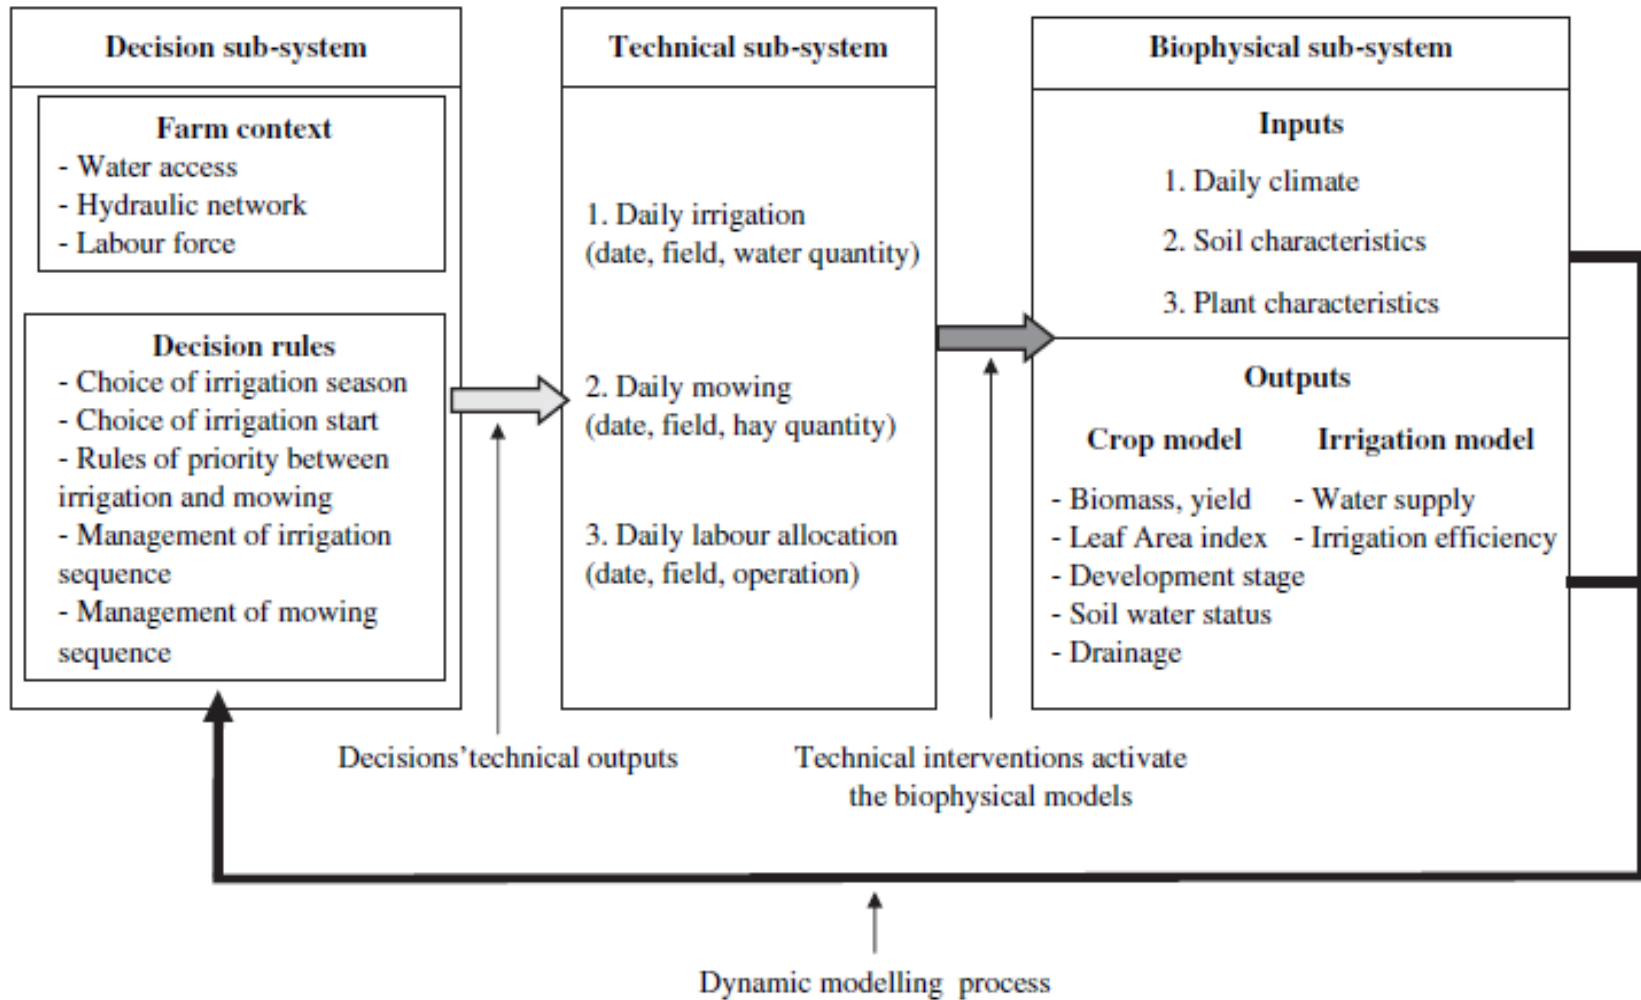 Decision sub-system
Farm context
- Water access
- Hydraulic network
- Labour force
Decision rules
- Choice of irrigation season
- Choice of irrigation start
- Rules of priority between
irrigation and mowing
- Management of irrigation
sequence
- Management of mowing
sequence
Technical sub-system
1. Daily irrigation
(date, field, water quantity)
2. Daily mowing
(date, field, hay quantity)
3. Daily labour allocation
(date, field, operation)
Biophysical sub-system
Inputs
1. Daily climate
2. Soil characteristics
3. Plant characteristics
Outputs
Crop model
- Biomass, yield
- Leaf Area index
- Development stage
- Soil water status
- Drainage
Irrigation model
- Water supply
- Irrigation efficiency
Decisions’technical outputs
Technical interventions activate
the biophysical models
Dynamic modelling process